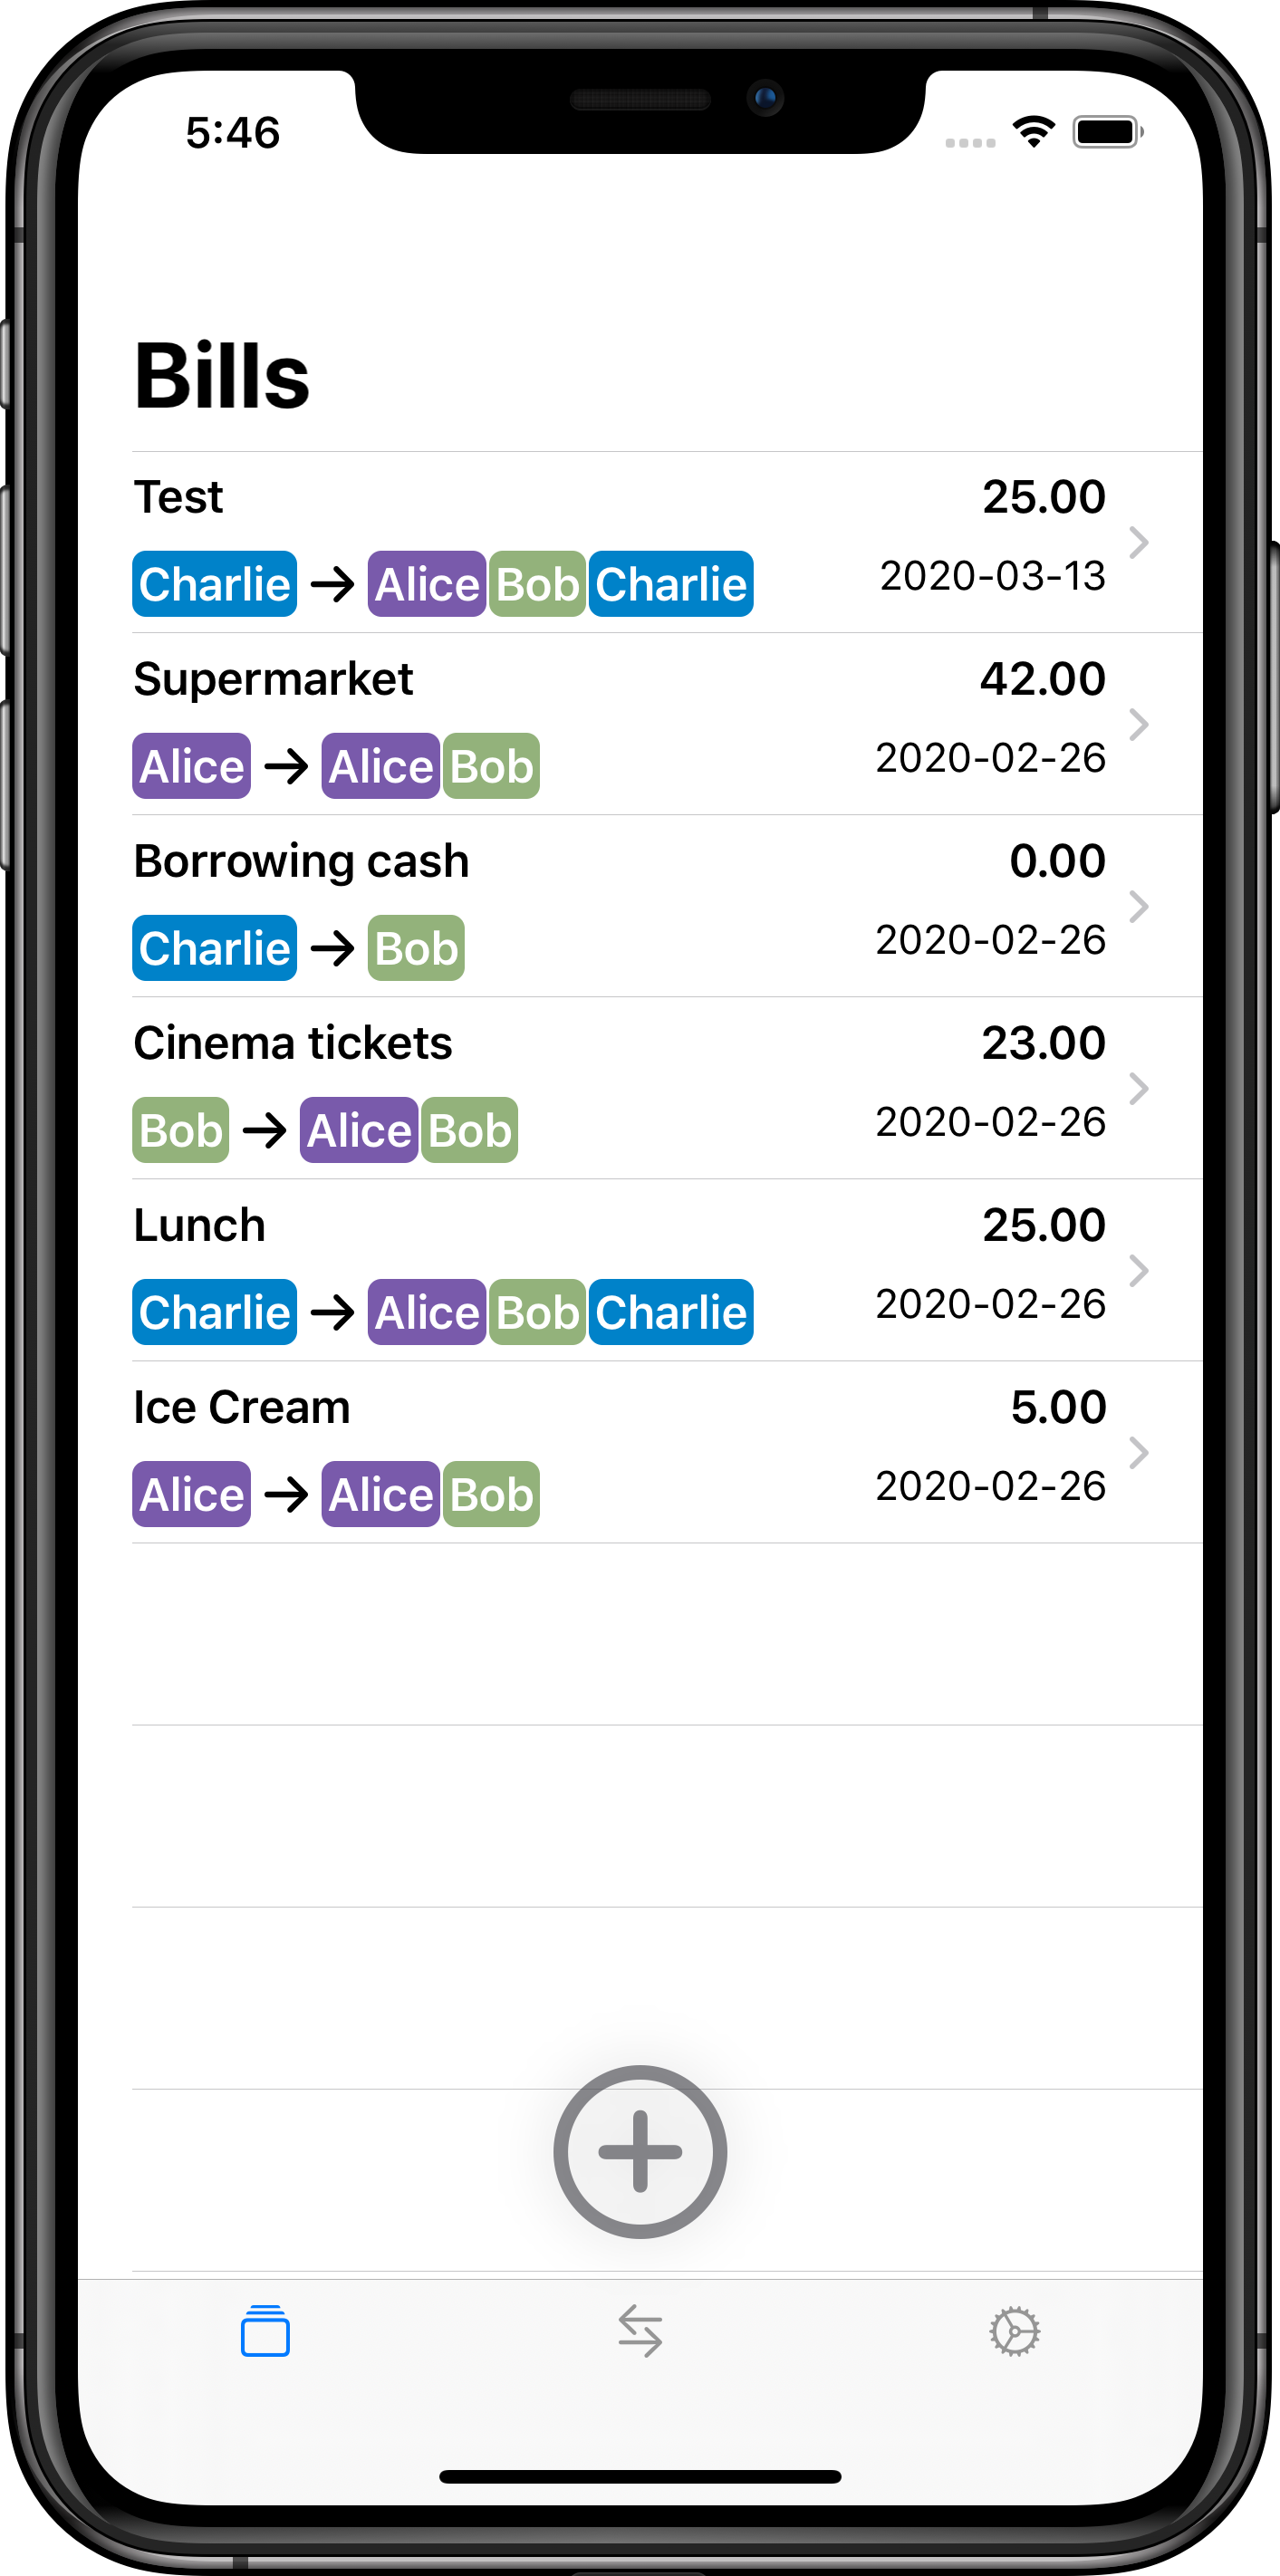 5:46
Bills
Test 25.00
Charlie → Alice Bob Charlie 2020-03-13
Supermarket 42.00
Alice → Alice Bob 2020-02-26
Borrowing cash 0.00
Charlie → Bob 2020-02-26
Cinema tickets 23.00
Bob → Alice Bob 2020-02-26
Lunch 25.00
Charlie → Alice Bob Charlie 2020-02-26
Ice Cream 5.00
Alice → Alice Bob 2020-02-26